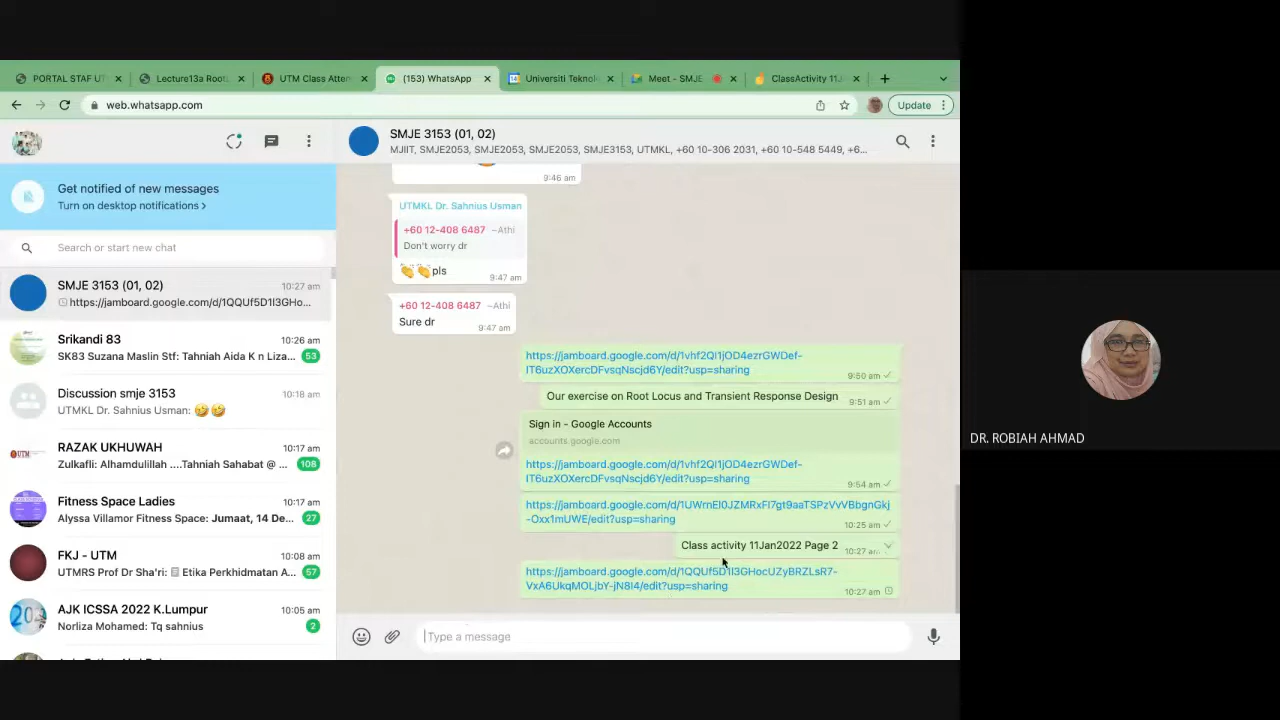 PORTAL STAF UT
Lecture13a Root
UTM Class Atten
(153) WhatsApp
Universiti Teknol
Meet - SMJE
ClassActivity 11J
web.whatsapp.com
Update
SMJE 3153 (01, 02)
MJIIT, SMJE2053, SMJE2053, SMJE2053, SMJE3153, UTMKL, +60 10-306 2031, +60 10-548 5449, +6...
Get notified of new messages
Turn on desktop notifications >
Search or start new chat
SMJE 3153 (01, 02)
10:27 am
https://jamboard.google.com/d/1QQUf5D1l3GHo...
Srikandi 83
10:26 am
SK83 Suzana Maslin Stf: Tahniah Aida K n Liza...
53
Discussion smje 3153
10:18 am
UTMKL Dr. Sahnius Usman: 🤣🤣
RAZAK UKHUWAH
10:17 am
Zulkafli: Alhamdulillah ....Tahniah Sahabat @ ...
108
Fitness Space Ladies
10:17 am
Alyssa Villamor Fitness Space: Jumaat, 14 De...
27
FKJ - UTM
10:08 am
UTMRS Prof Dr Sha'ri: Etika Perkhidmatan A...
57
AJK ICSSA 2022 K.Lumpur
10:05 am
Norliza Mohamed: Tq sahnius
2
9:46 am
UTMKL Dr. Sahnius Usman
+60 12-408 6487 ~Athi
Don't worry dr
👏👏pls
9:47 am
+60 12-408 6487 ~Athi
Sure dr
9:47 am
https://jamboard.google.com/d/1vhf2QI1jOD4ezrGWDef-
IT6uzXOXercDFvsqNscjd6Y/edit?usp=sharing
9:50 am
Our exercise on Root Locus and Transient Response Design
9:51 am
Sign in - Google Accounts
accounts.google.com
https://jamboard.google.com/d/1vhf2QI1jOD4ezrGWDef-
IT6uzXOXercDFvsqNscjd6Y/edit?usp=sharing
9:54 am
https://jamboard.google.com/d/1UWrnEI0JZMRxFI7gt9aaTSPzVvVBbgnGkj
-Oxx1mUWE/edit?usp=sharing
10:25 am
Class activity 11Jan2022 Page 2
10:27 am
https://jamboard.google.com/d/1QQUf5D1l3GHocUZyBRZLsR7-
VxA6UkqMOLjbY-jN8I4/edit?usp=sharing
10:27 am
Type a message
DR. ROBIAH AHMAD